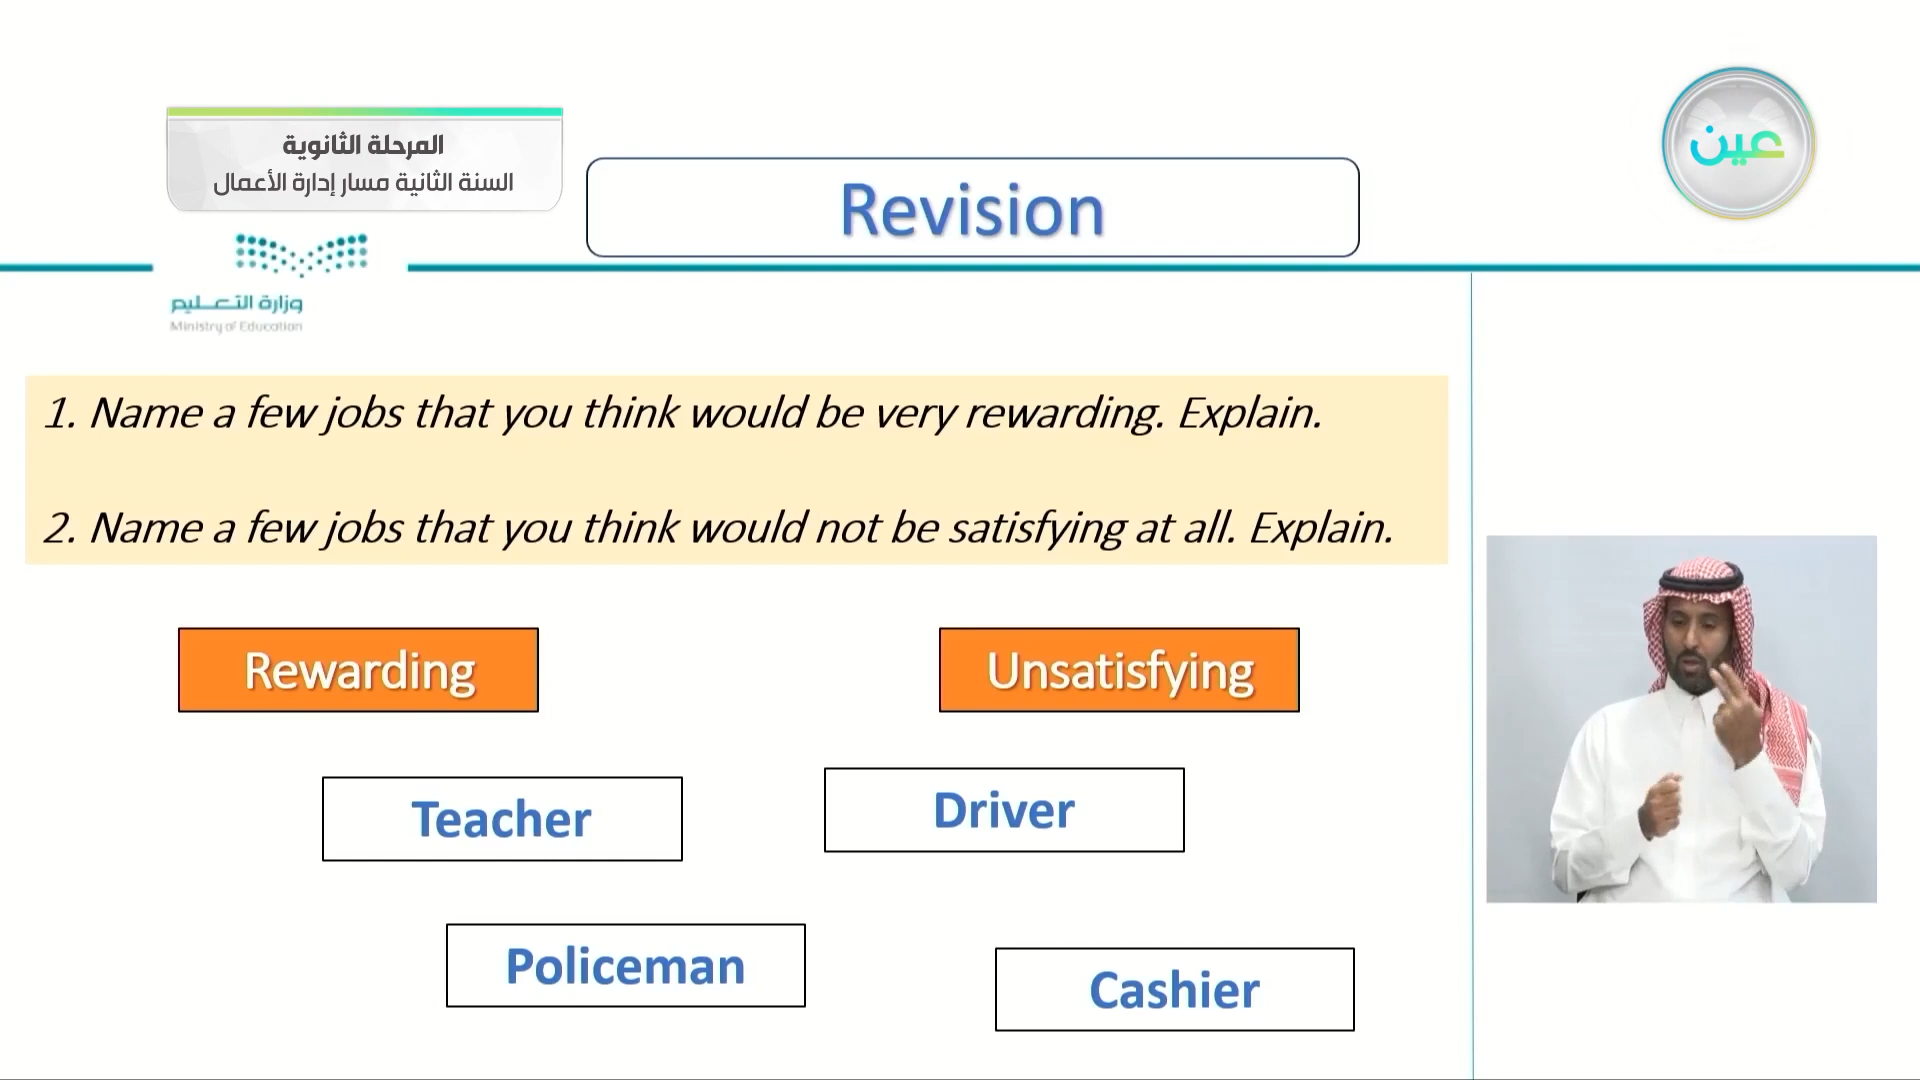 المرحلة الثانوية
السنة الثانية مسار إدارة الأعمال
عين
Revision
وزارة التعليم
Ministry of Education
1. Name a few jobs that you think would be very rewarding. Explain.
2. Name a few jobs that you think would not be satisfying at all. Explain.
Rewarding
Unsatisfying
Teacher
Driver
Policeman
Cashier